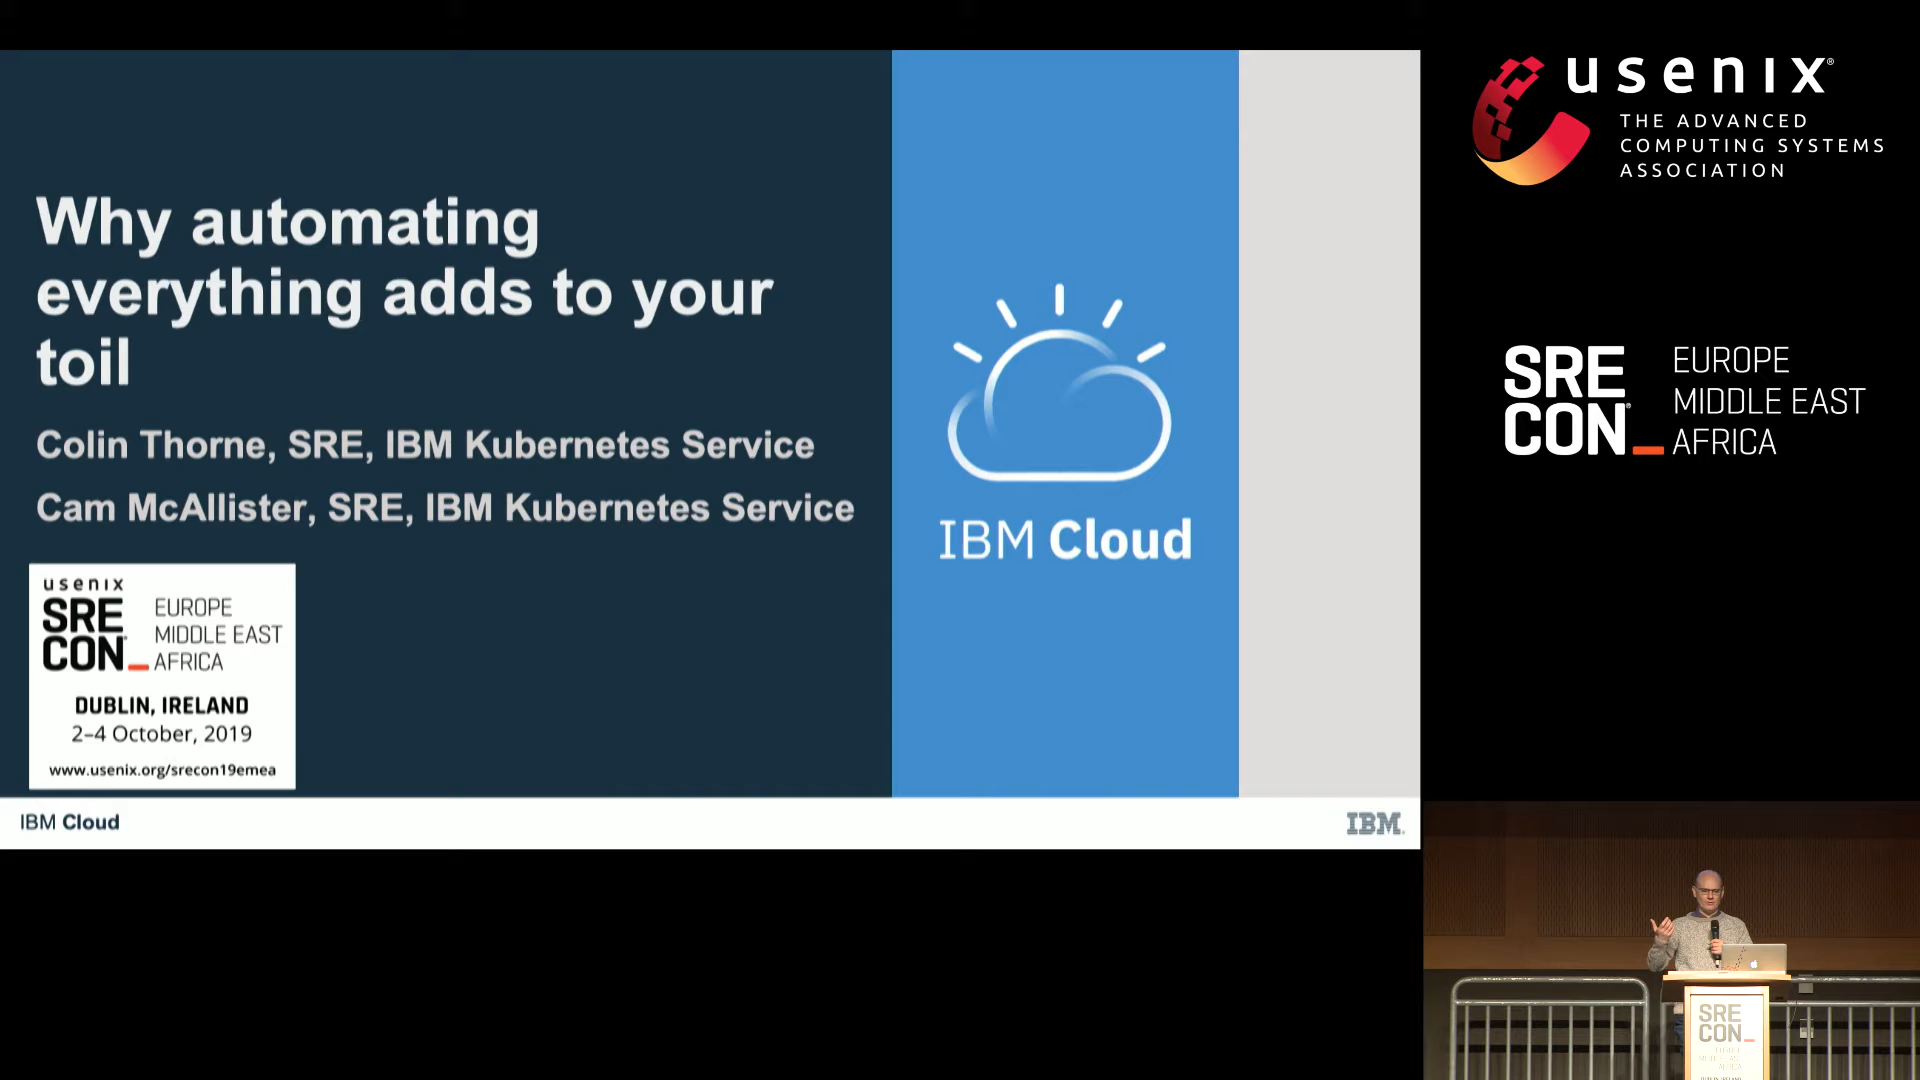 Why automating
everything adds to your
toil
Colin Thorne, SRE, IBM Kubernetes Service
Cam McAllister, SRE, IBM Kubernetes Service
usenix
SRE
CON
EUROPE
MIDDLE EAST
AFRICA
DUBLIN, IRELAND
2–4 October, 2019
www.usenix.org/srecon19emea
IBM Cloud
IBM Cloud
IBM
usenix®
THE ADVANCED
COMPUTING SYSTEMS
ASSOCIATION
SRE
CON®
EUROPE
MIDDLE EAST
AFRICA
SRE
CON